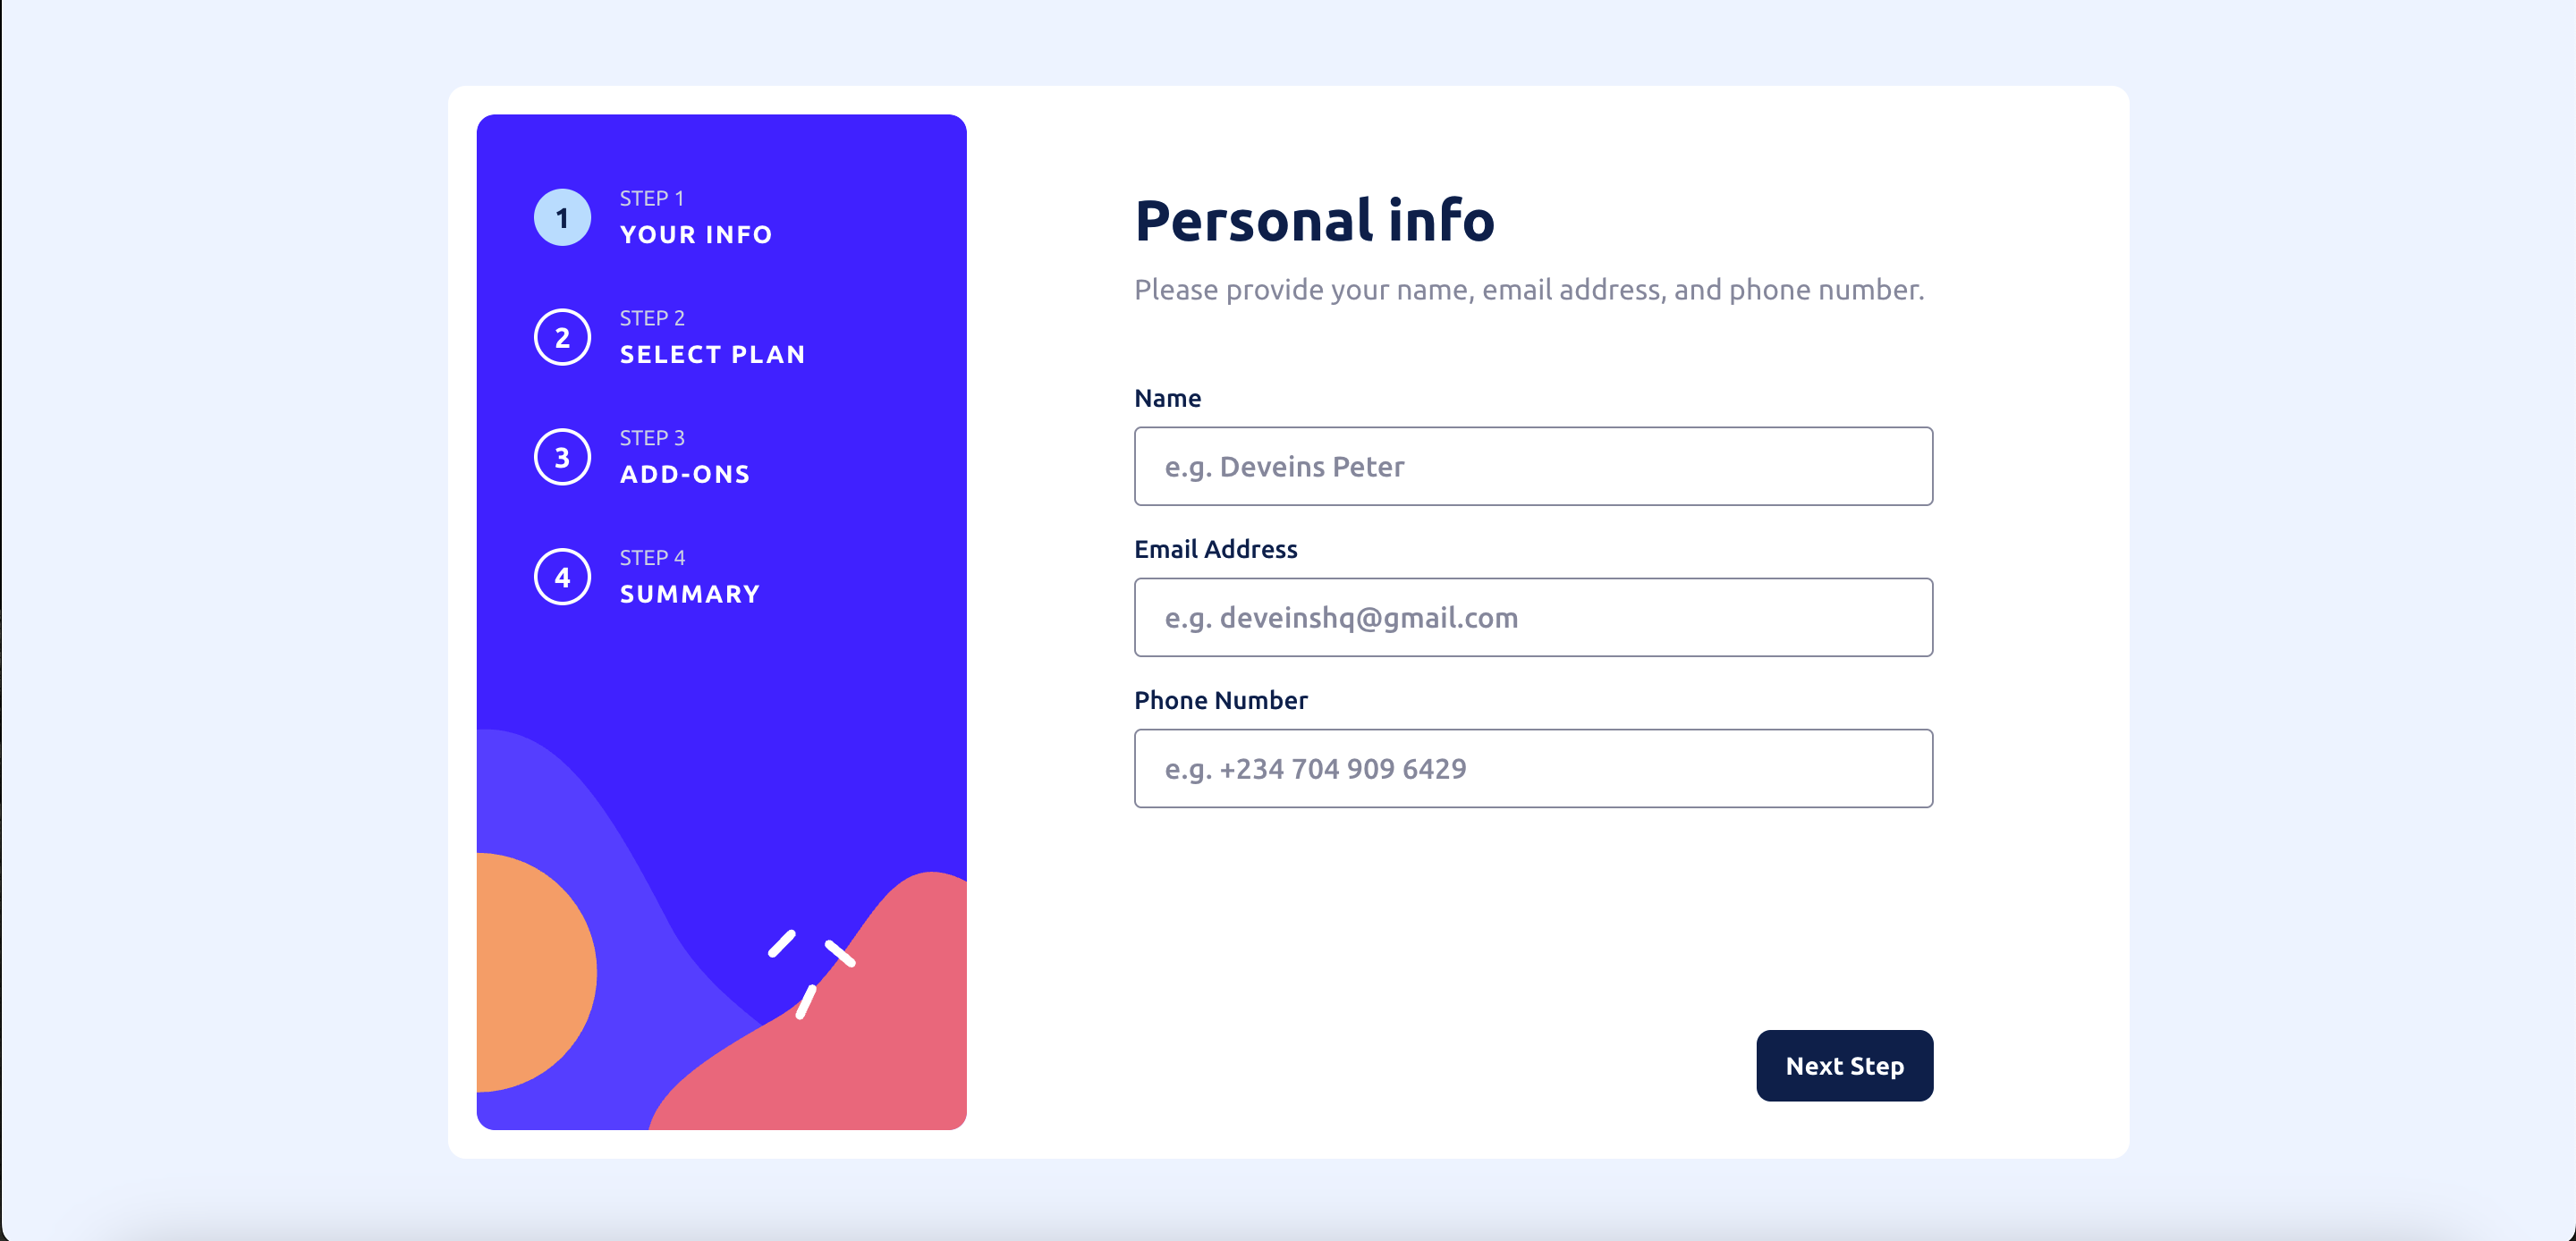 1
STEP 1
YOUR INFO
2
STEP 2
SELECT PLAN
3
STEP 3
ADD-ONS
4
STEP 4
SUMMARY
Personal info
Please provide your name, email address, and phone number.
Name
e.g. Deveins Peter
Email Address
e.g. deveinshq@gmail.com
Phone Number
e.g. +234 704 909 6429
Next Step